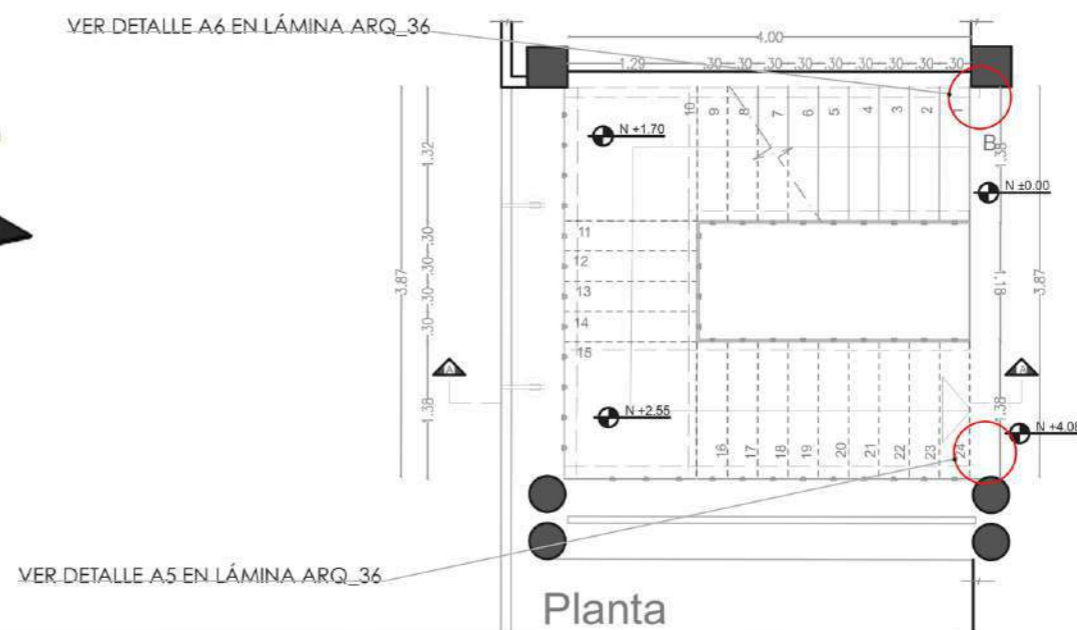 VER DETALLE A6 EN LÁMINA ARQ_36
4.00
1.29 .30 .30 .30 .30 .30 .30 .30 .30 .30
10 9 8 7 6 5 4 3 2 1
N +1.70
B
1.32
1.38
N ±0.00
11
12
13
14
15
.30 .30 .30 .30
3.87
1.18
3.87
A
A
1.38
N +2.55
1.38
N +4.08
16 17 18 19 20 21 22 23 24
VER DETALLE A5 EN LÁMINA ARQ_36
Planta